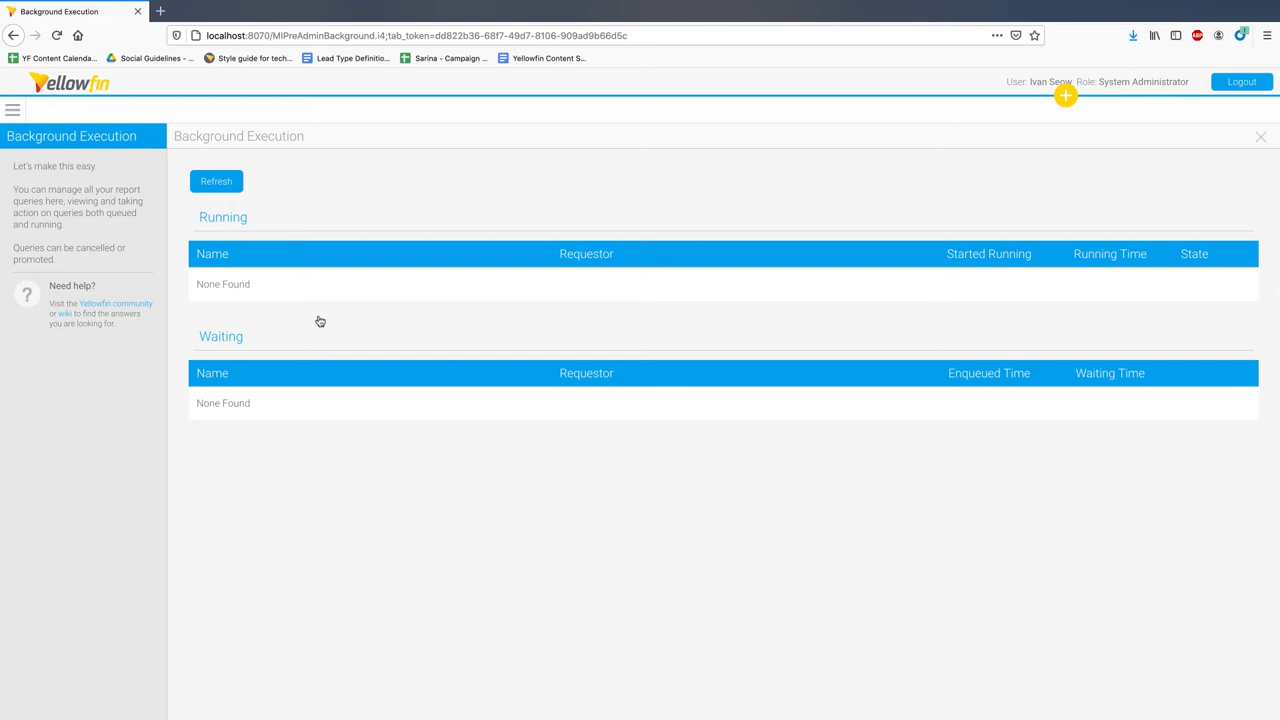 Background Execution
localhost:8070/MIPreAdminBackground.i4;tab_token=dd822b36-68f7-49d7-8106-909ad9b66d5c
YF Content Calenda...
Social Guidelines - ...
Style guide for tech...
Lead Type Definitio...
Sarina - Campaign ...
Yellowfin Content S...
Yellowfin
User: Ivan Seow Role: System Administrator
Logout
Background Execution
Background Execution
Let's make this easy.
You can manage all your report
queries here, viewing and taking
action on queries both queued
and running.
Queries can be cancelled or
promoted.
Need help?
Visit the Yellowfin community
or wiki to find the answers
you are looking for.
Refresh
Running
Name Requestor Started Running Running Time State
None Found
Waiting
Name Requestor Enqueued Time Waiting Time
None Found